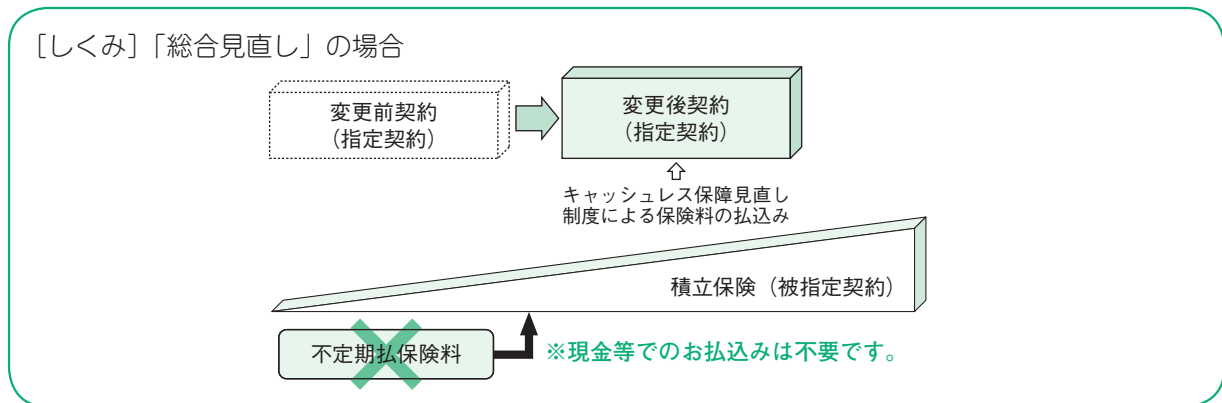 ［しくみ］「総合見直し」の場合
変更前契約
（指定契約）
変更後契約
（指定契約）
キャッシュレス保障見直し
制度による保険料の払込み
積立保険（被指定契約）
不定期払保険料
※現金等でのお払込みは不要です。